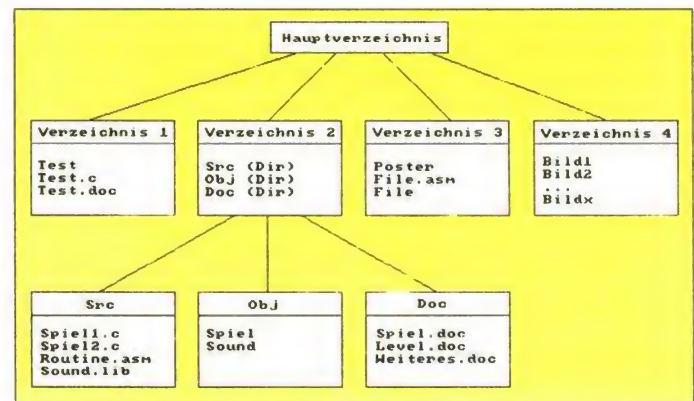 Hauptverzeichnis
Verzeichnis 1
Test
Test.c
Test.doc
Verzeichnis 2
Src (Dir)
Obj (Dir)
Doc (Dir)
Verzeichnis 3
Poster
File.asm
File
Verzeichnis 4
Bild1
Bild2
...
Bildx
Src
Spiel1.c
Spiel2.c
Routine.asm
Sound.lib
Obj
Spiel
Sound
Doc
Spiel.doc
Level.doc
Weiteres.doc